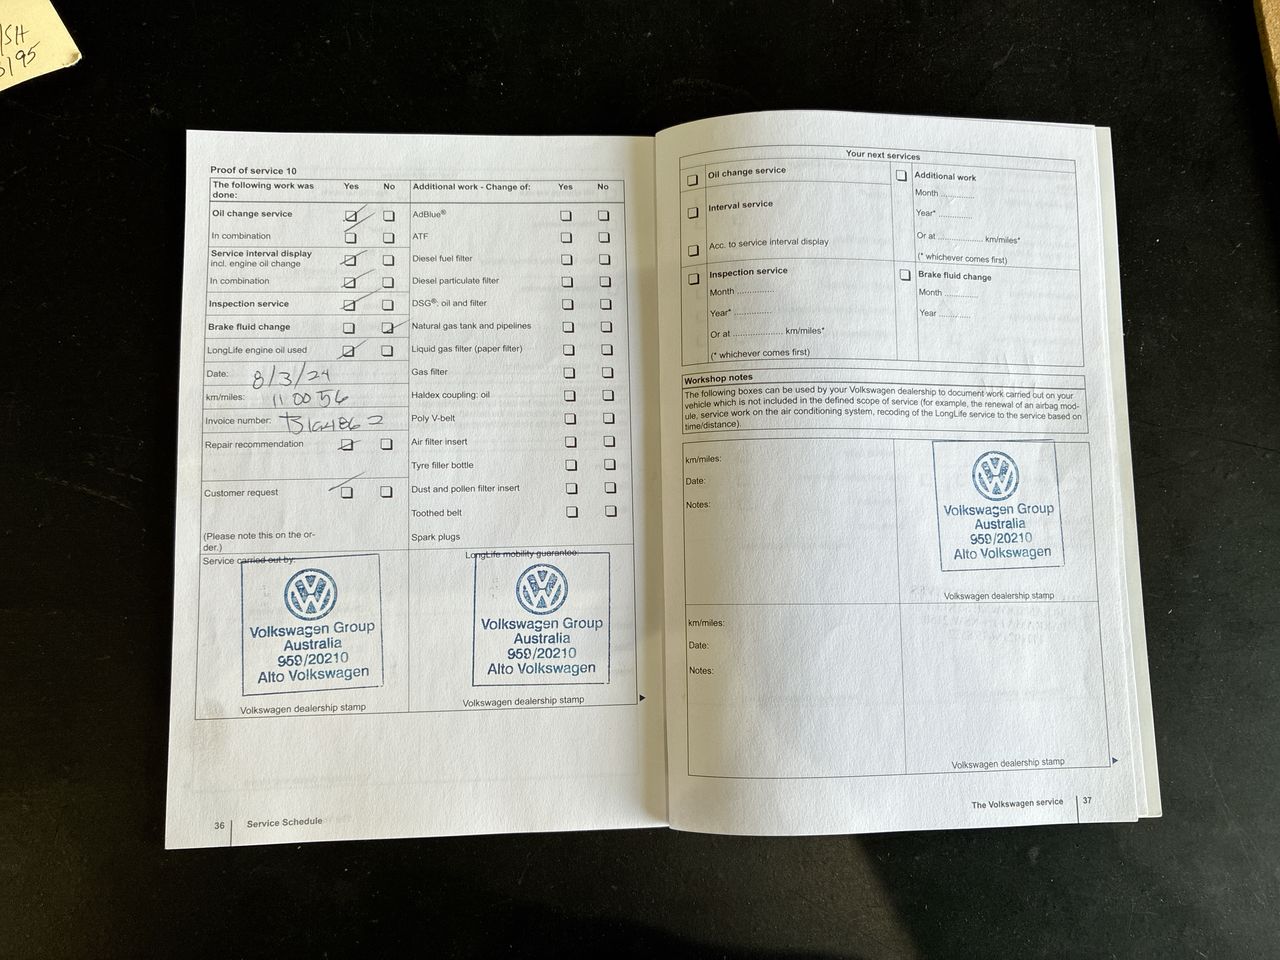 /SH
5195
Proof of service 10
The following work was done: Yes No
Oil change service
In combination
Service interval display incl. engine oil change
In combination
Inspection service
Brake fluid change
LongLife engine oil used
Date: 8/3/24
km/miles: 110056
Invoice number:
Repair recommendation
Customer request
(Please note this on the or-
der.)
Service carried out by:
Volkswagen Group
Australia
959/20210
Alto Volkswagen
Volkswagen dealership stamp
Additional work - Change of: Yes No
AdBlue®
ATF
Diesel fuel filter
Diesel particulate filter
DSG®: oil and filter
Natural gas tank and pipelines
Liquid gas filter (paper filter)
Gas filter
Haldex coupling: oil
Poly V-belt
Air filter insert
Tyre filler bottle
Dust and pollen filter insert
Toothed belt
Spark plugs
LongLife mobility guarantee:
Volkswagen Group
Australia
959/20210
Alto Volkswagen
Volkswagen dealership stamp
36 Service Schedule
Your next services
Oil change service
Interval service
Acc. to service interval display
Inspection service
Month ..............
Year* ..............
Or at .................... km/miles*
(* whichever comes first)
Additional work
Month ............
Year* ............
Or at .................. km/miles*
(* whichever comes first)
Brake fluid change
Month ............
Year ............
Workshop notes
The following boxes can be used by your Volkswagen dealership to document work carried out on your
vehicle which is not included in the defined scope of service (for example, the renewal of an airbag mod-
ule, service work on the air conditioning system, recoding of the LongLife service to the service based on
time/distance).
km/miles:
Date:
Notes:
Volkswagen Group
Australia
959/20210
Alto Volkswagen
Volkswagen dealership stamp
km/miles:
Date:
Notes:
Volkswagen dealership stamp
The Volkswagen service 37